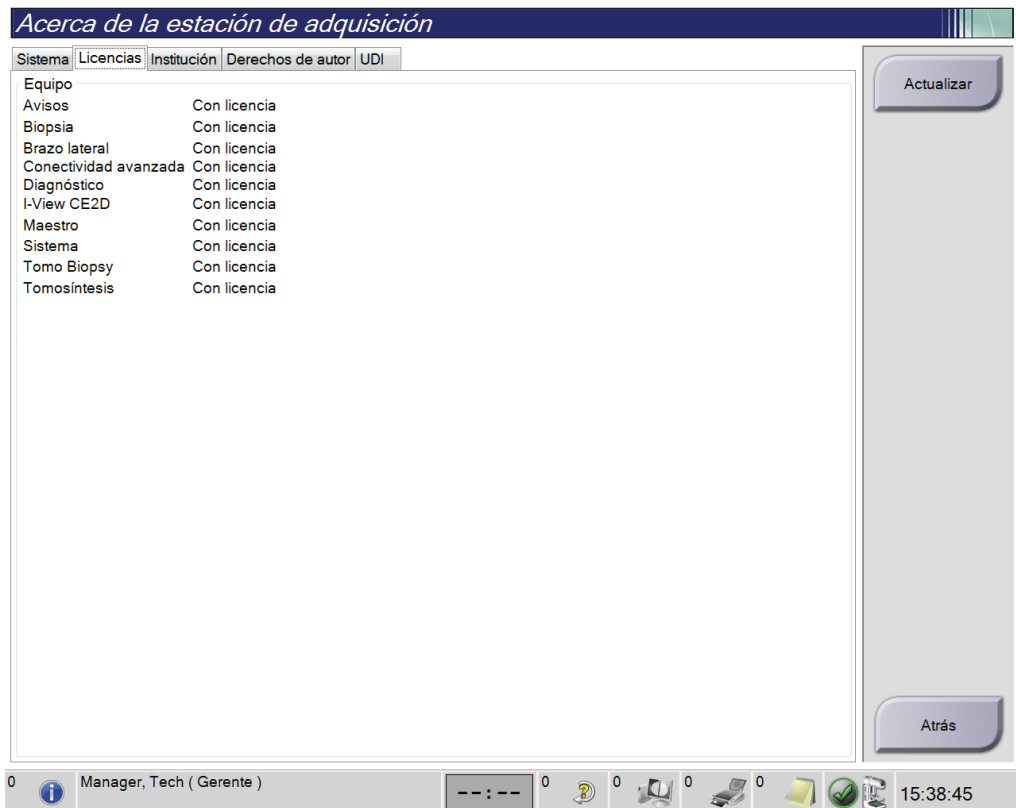 Acerca de la estación de adquisición
Sistema Licencias Institución Derechos de autor UDI
Equipo
Avisos Con licencia
Biopsia Con licencia
Brazo lateral Con licencia
Conectividad avanzada Con licencia
Diagnóstico Con licencia
I-View CE2D Con licencia
Maestro Con licencia
Sistema Con licencia
Tomo Biopsy Con licencia
Tomosíntesis Con licencia
Actualizar
Atrás
0 Manager, Tech ( Gerente ) --:-- 0 0 0 0 15:38:45